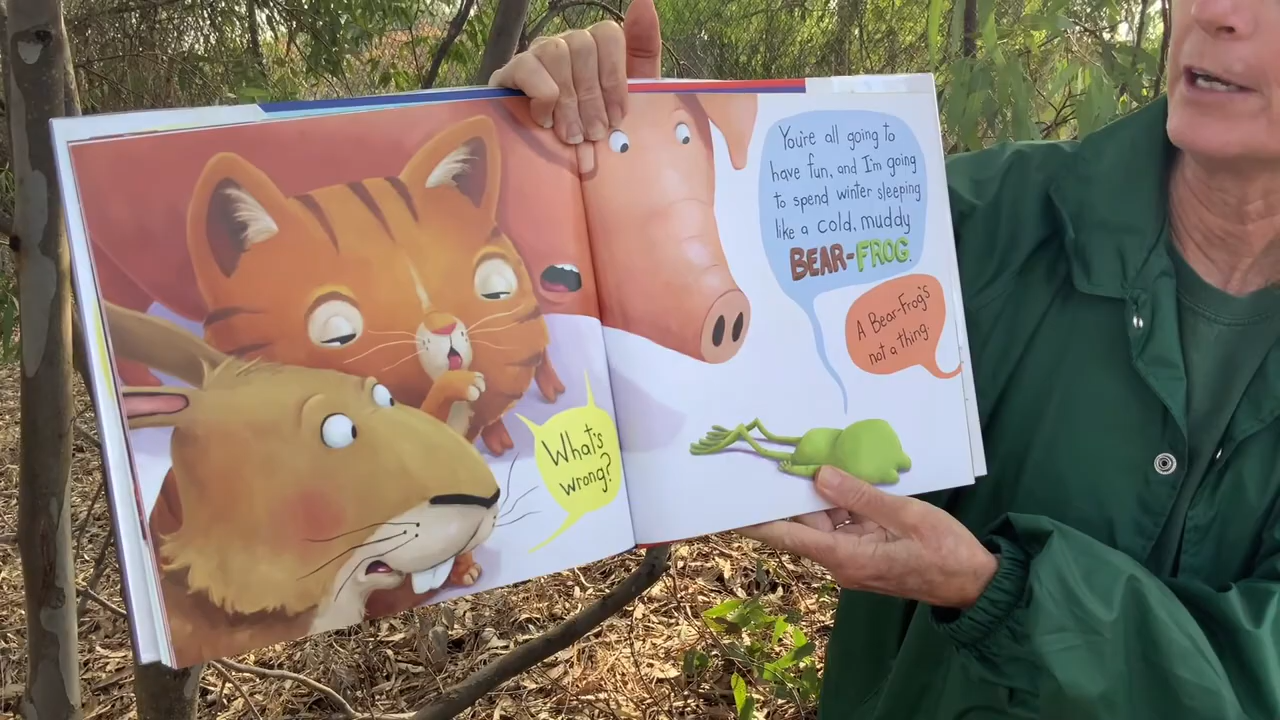 What's
wrong?
You're all going to
have fun, and I'm going
to spend winter sleeping
like a cold, muddy
BEAR-FROG.
A Bear-Frog's
not a thing.